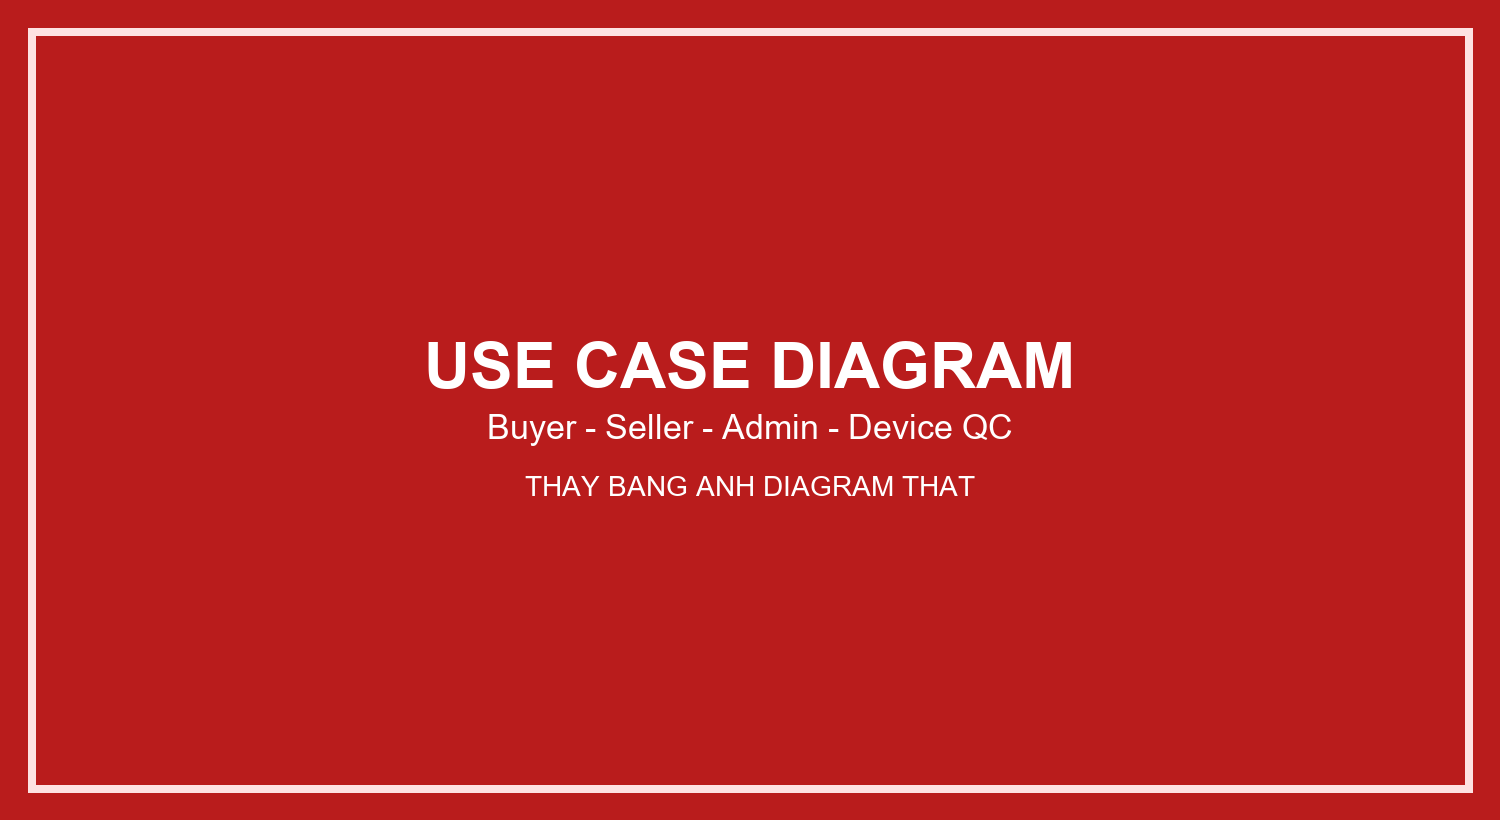 USE CASE DIAGRAM
Buyer - Seller - Admin - Device QC
THAY BANG ANH DIAGRAM THAT